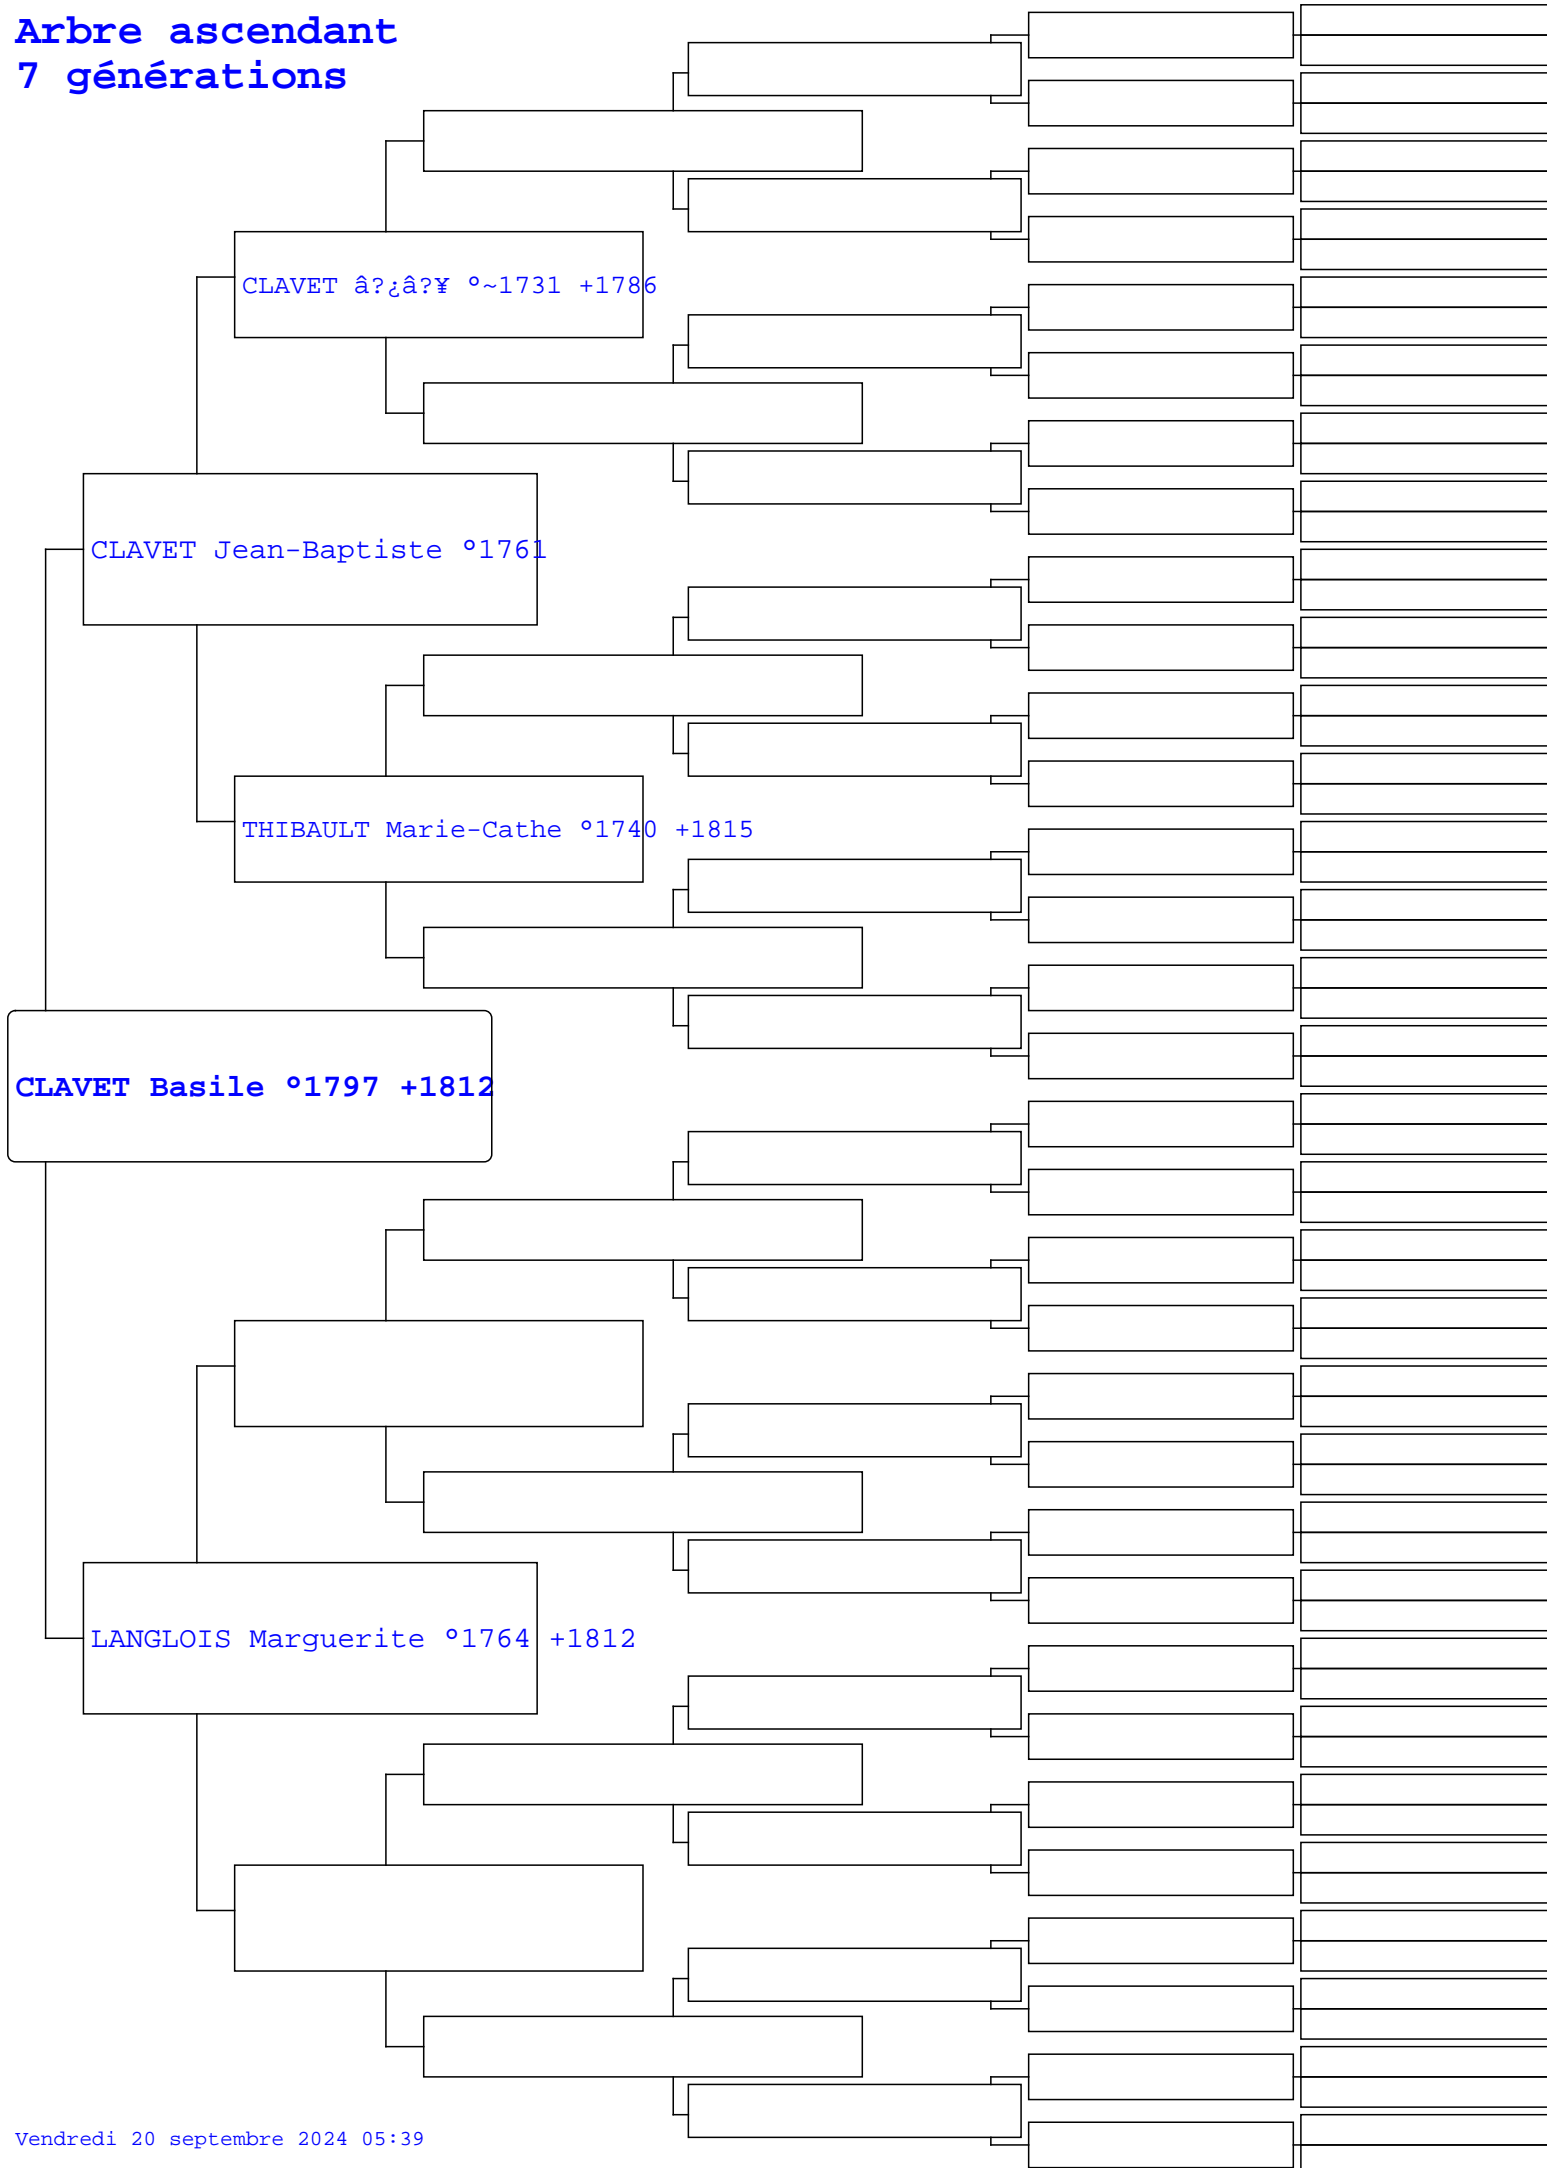 Arbre ascendant
7 générations
CLAVET â?¿â?¥ °~1731 +1786
CLAVET Jean-Baptiste °1761
THIBAULT Marie-Cathe °1740 +1815
CLAVET Basile °1797 +1812
LANGLOIS Marguerite °1764 +1812
Vendredi 20 septembre 2024 05:39